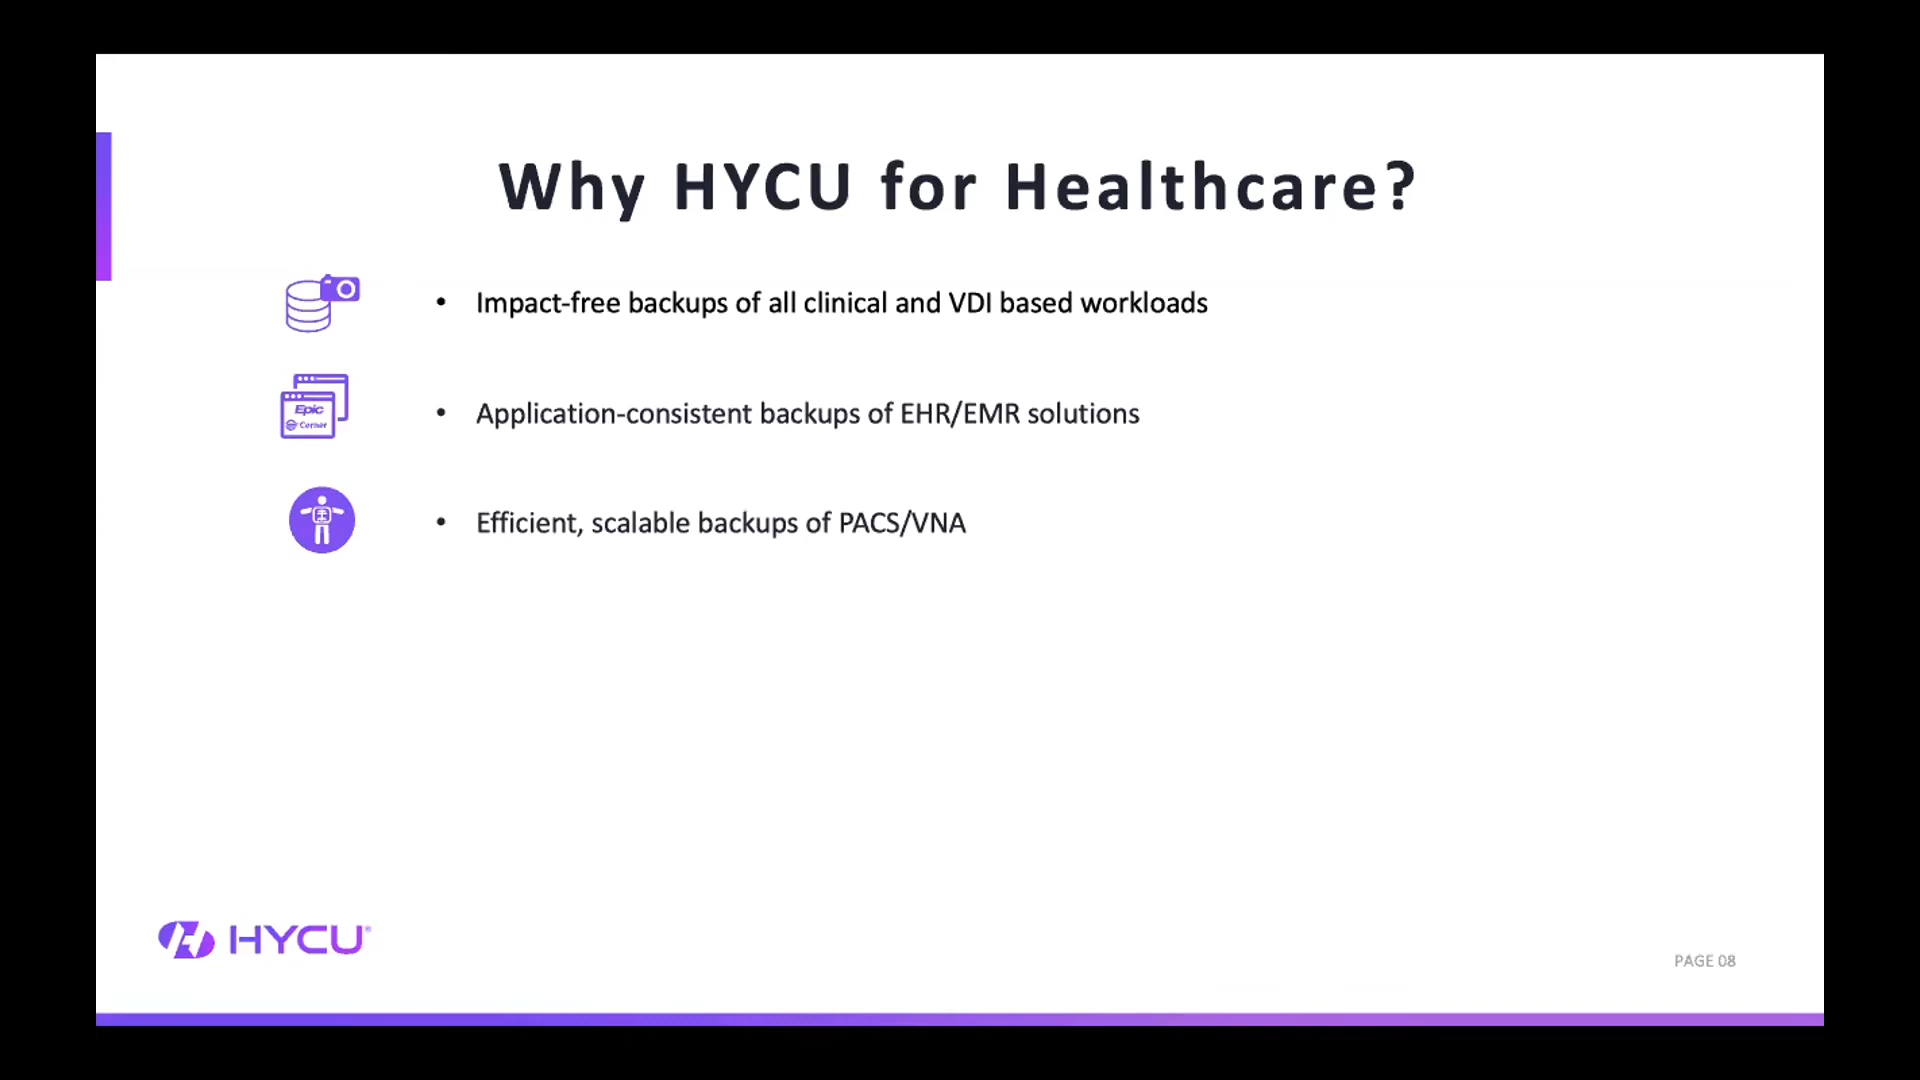 Why HYCU for Healthcare?
• Impact-free backups of all clinical and VDI based workloads
Epic
Cerner
• Application-consistent backups of EHR/EMR solutions
• Efficient, scalable backups of PACS/VNA
HYCU®
PAGE 08